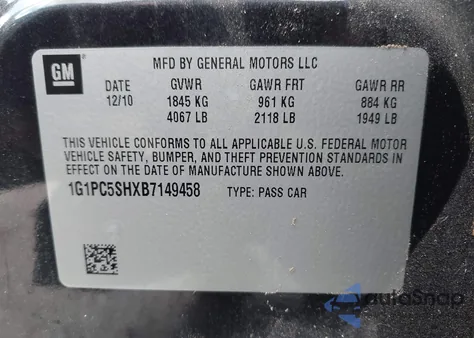 GM
MFD BY GENERAL MOTORS LLC
DATE GVWR GAWR FRT GAWR RR
12/10 1845 KG 961 KG 884 KG
4067 LB 2118 LB 1949 LB
THIS VEHICLE CONFORMS TO ALL APPLICABLE U.S. FEDERAL MOTOR
VEHICLE SAFETY, BUMPER, AND THEFT PREVENTION STANDARDS IN
EFFECT ON THE DATE OF MANUFACTURE SHOWN ABOVE.
1G1PC5SHXB7149458 TYPE: PASS CAR
AutoSnap